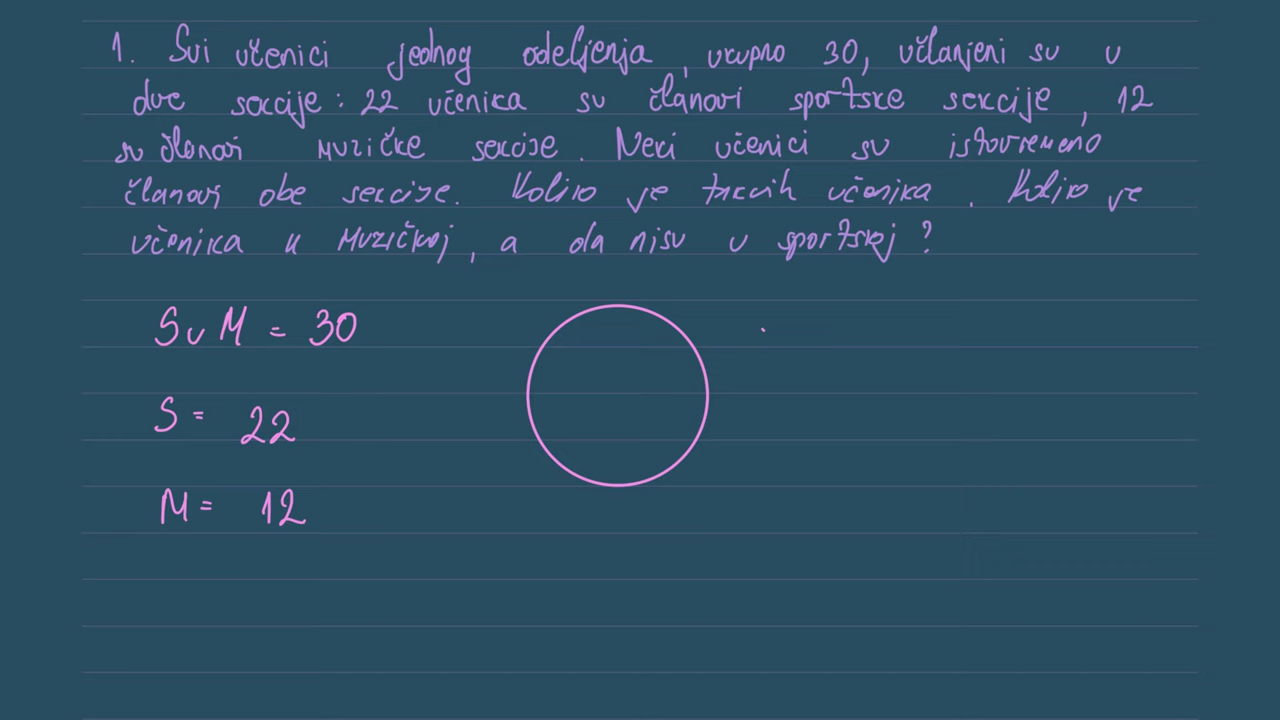 1. Svi učenici jednog odeljenja, ukupno 30, učlanjeni su u
dve sekcije: 22 učenika su članovi sportske sekcije, 12
su članovi muzičke sekcije. Neki učenici su istovremeno
članovi obe sekcije. Koliko je takvih učenika. Koliko je
učenika u muzičkoj, a da nisu u sportskoj?
S ∪ M = 30
S = 22
M = 12